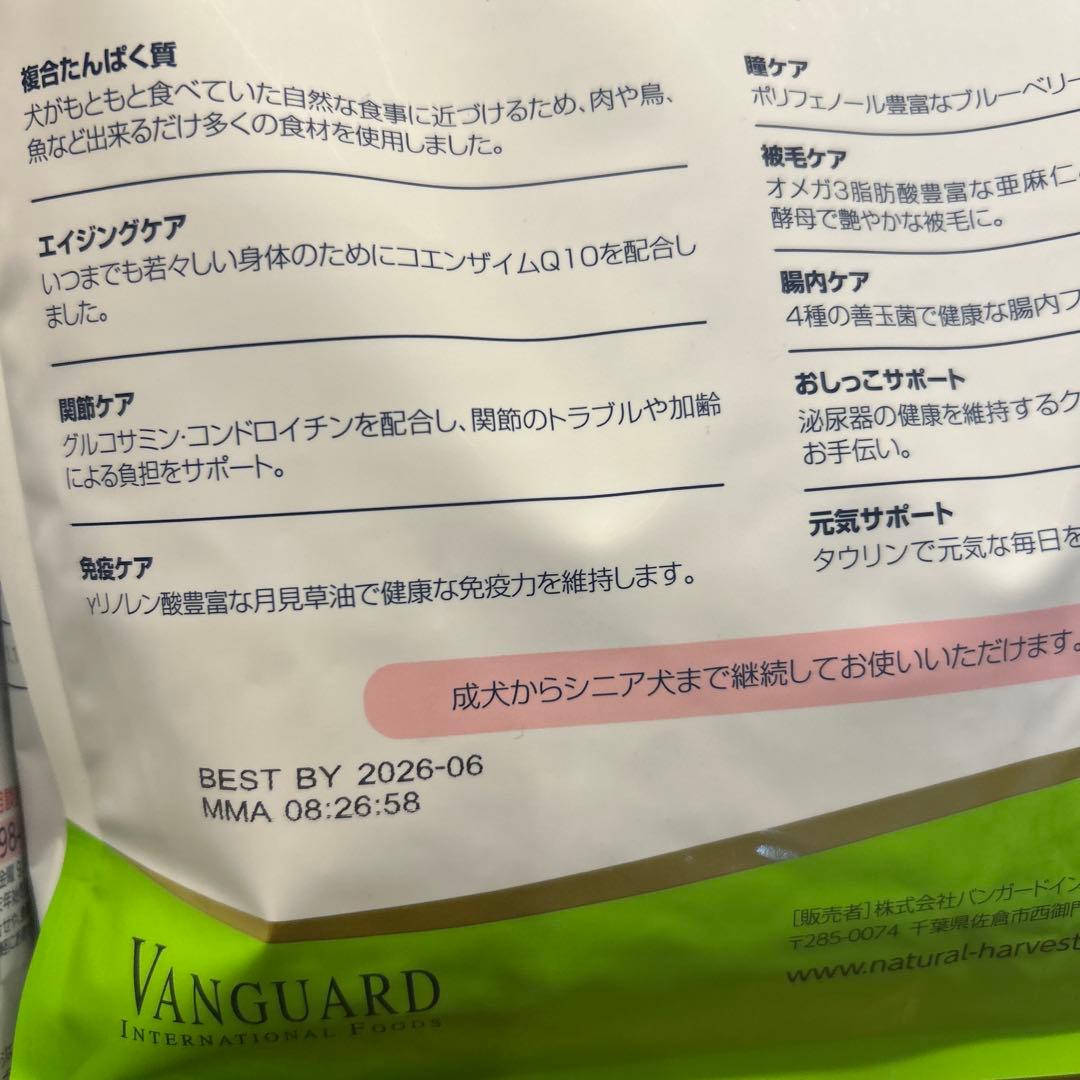 複合たんぱく質
犬がもともと食べていた自然な食事に近づけるため、肉や鳥、
魚など出来るだけ多くの食材を使用しました。
エイジングケア
いつまでも若々しい身体のためにコエンザイムQ10を配合し
ました。
関節ケア
グルコサミン・コンドロイチンを配合し、関節のトラブルや加齢
による負担をサポート。
免疫ケア
γリノレン酸豊富な月見草油で健康な免疫力を維持します。
瞳ケア
ポリフェノール豊富なブルーベリー
被毛ケア
オメガ3脂肪酸豊富な亜麻仁
酵母で艶やかな被毛に。
腸内ケア
4種の善玉菌で健康な腸内フ
おしっこサポート
泌尿器の健康を維持するク
お手伝い。
元気サポート
タウリンで元気な毎日を
成犬からシニア犬まで継続してお使いいただけます。
BEST BY 2026-06
MMA 08:26:58
VANGUARD
INTERNATIONAL FOODS
[販売者]株式会社バンガードイン
〒285-0074 千葉県佐倉市西御門
www.natural-harvest